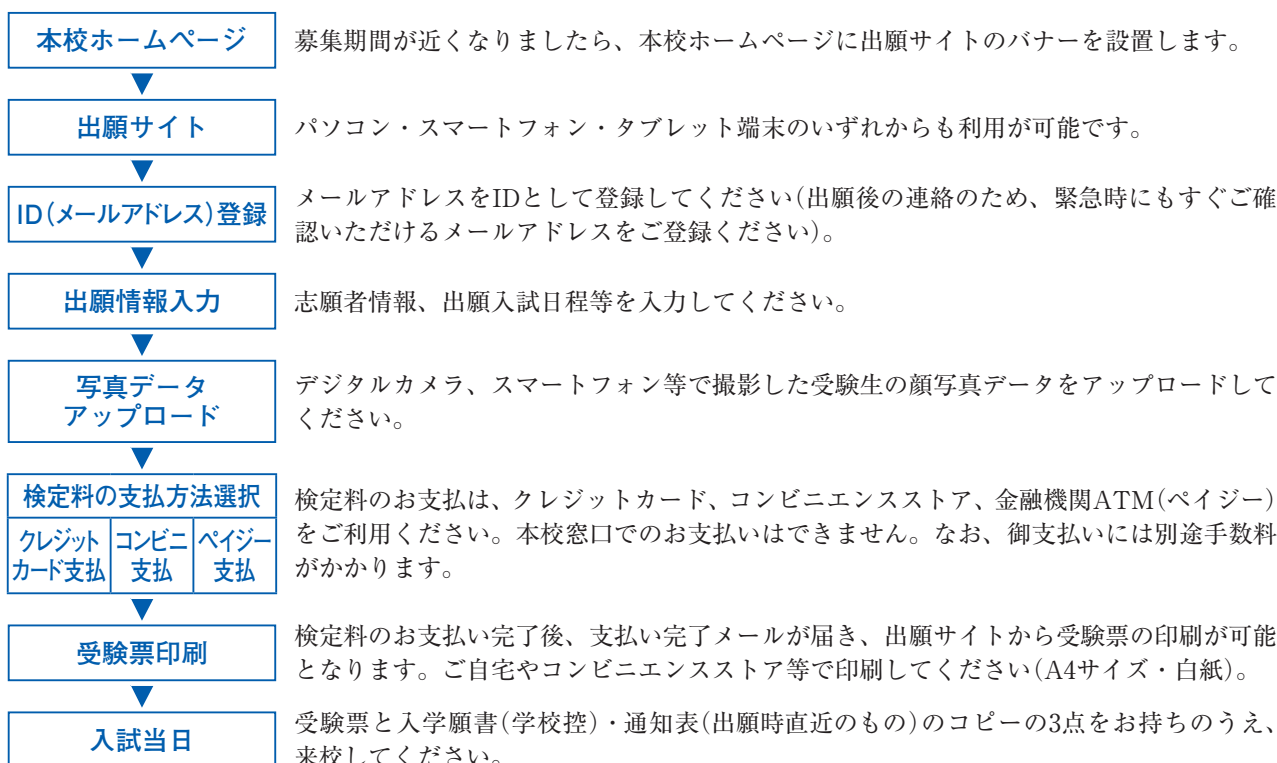 本校ホームページ
募集期間が近くなりましたら、本校ホームページに出願サイトのバナーを設置します。
出願サイト
パソコン・スマートフォン・タブレット端末のいずれからも利用が可能です。
ID(メールアドレス)登録
メールアドレスをIDとして登録してください(出願後の連絡のため、緊急時にもすぐご確
認いただけるメールアドレスをご登録ください)。
出願情報入力
志願者情報、出願入試日程等を入力してください。
写真データ
アップロード
デジタルカメラ、スマートフォン等で撮影した受験生の顔写真データをアップロードして
ください。
検定料の支払方法選択
クレジット
カード支払
コンビニ
支払
ペイジー
支払
検定料のお支払は、クレジットカード、コンビニエンスストア、金融機関ATM(ペイジー)
をご利用ください。本校窓口でのお支払いはできません。なお、御支払いには別途手数料
がかかります。
受験票印刷
検定料のお支払い完了後、支払い完了メールが届き、出願サイトから受験票の印刷が可能
となります。ご自宅やコンビニエンスストア等で印刷してください(A4サイズ・白紙)。
入試当日
受験票と入学願書(学校控)・通知表(出願時直近のもの)のコピーの3点をお持ちのうえ、
来校してください。